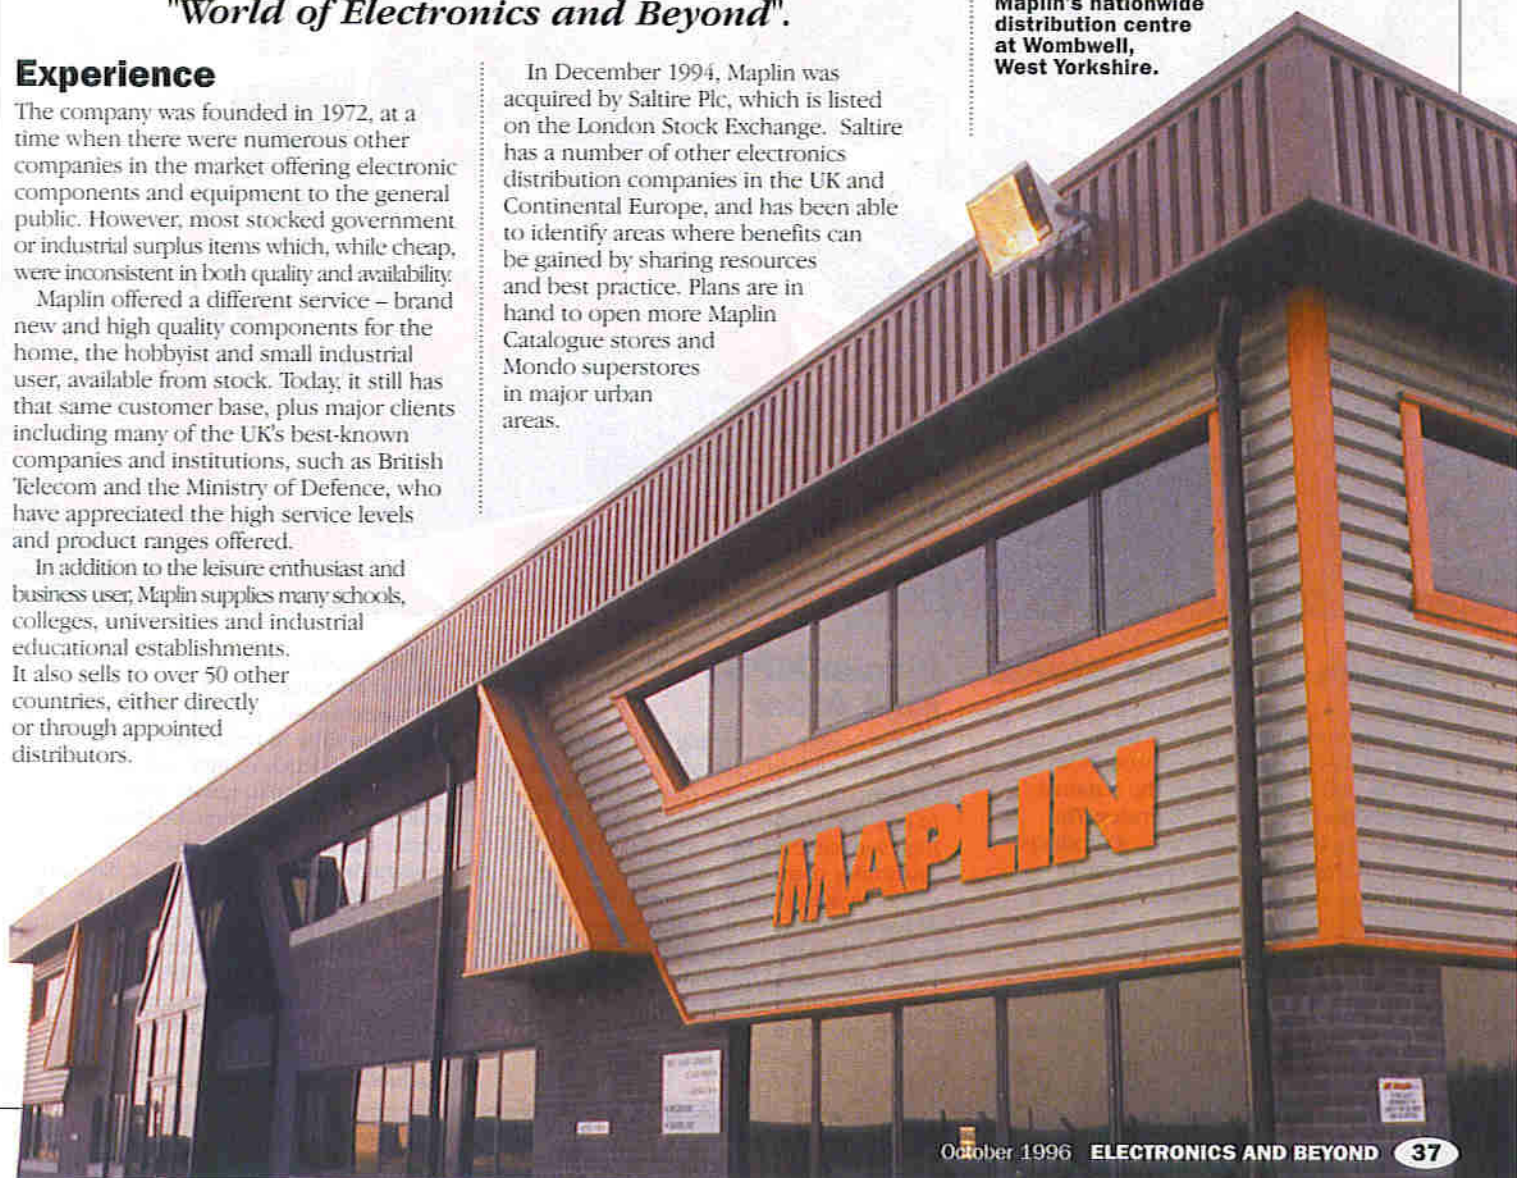 "World of Electronics and Beyond".
Experience
The company was founded in 1972, at a
time when there were numerous other
companies in the market offering electronic
components and equipment to the general
public. However, most stocked government
or industrial surplus items which, while cheap,
were inconsistent in both quality and availability.
Maplin offered a different service – brand
new and high quality components for the
home, the hobbyist and small industrial
user, available from stock. Today, it still has
that same customer base, plus major clients
including many of the UK's best-known
companies and institutions, such as British
Telecom and the Ministry of Defence, who
have appreciated the high service levels
and product ranges offered.
In addition to the leisure enthusiast and
business user, Maplin supplies many schools,
colleges, universities and industrial
educational establishments.
It also sells to over 50 other
countries, either directly
or through appointed
distributors.
In December 1994, Maplin was
acquired by Saltire Plc, which is listed
on the London Stock Exchange. Saltire
has a number of other electronics
distribution companies in the UK and
Continental Europe, and has been able
to identify areas where benefits can
be gained by sharing resources
and best practice. Plans are in
hand to open more Maplin
Catalogue stores and
Mondo superstores
in major urban
areas.
Maplin's nationwide
distribution centre
at Wombwell,
West Yorkshire.
MAPLIN
October 1996 ELECTRONICS AND BEYOND 37